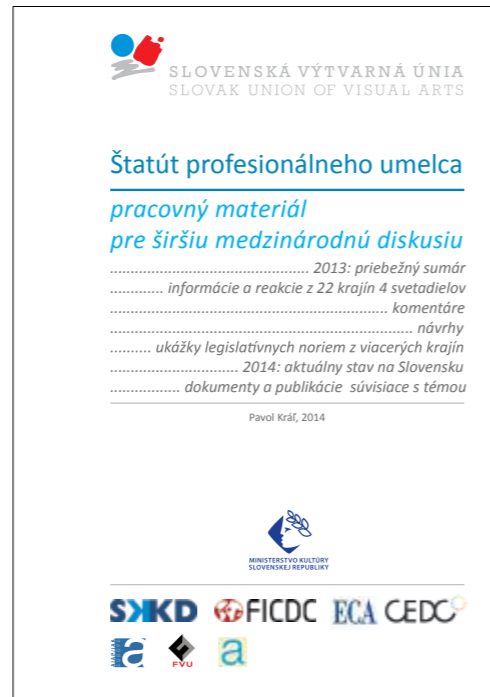 SLOVENSKÁ VÝTVARNÁ ÚNIA
SLOVAK UNION OF VISUAL ARTS
Štatút profesionálneho umelca
pracovný materiál
pre širšiu medzinárodnú diskusiu
............................................... 2013: priebežný sumár
............. informácie a reakcie z 22 krajín 4 svetadielov
................................................................. komentáre
....................................................................... návrhy
.......... ukážky legislatívnych noriem z viacerých krajín
.............................. 2014: aktuálny stav na Slovensku
................. dokumenty a publikácie súvisiace s témou
Pavol Kráľ, 2014
MINISTERSTVO KULTÚRY
SLOVENSKEJ REPUBLIKY
SKKD FICDC ECA CEDC
a FVU a